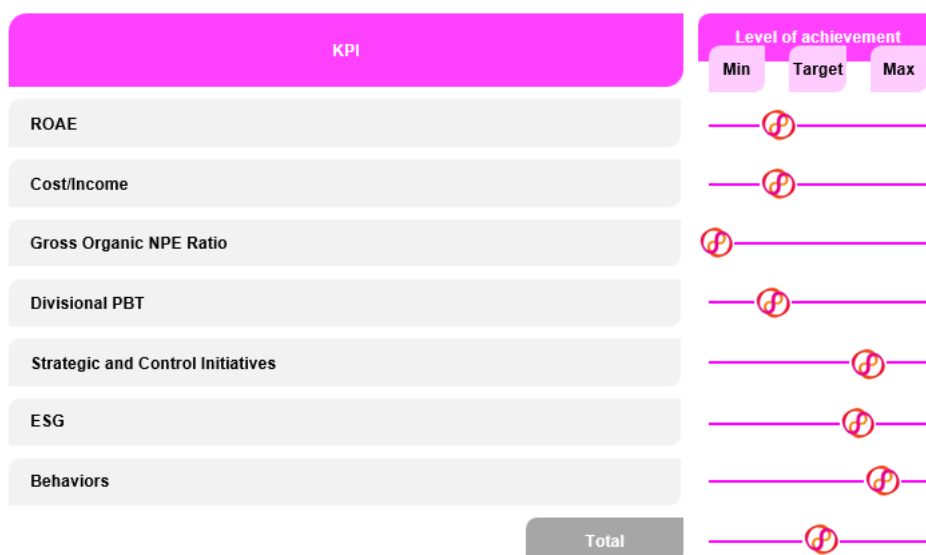 KPI
Level of achievement
Min Target Max
ROAE
Cost/Income
Gross Organic NPE Ratio
Divisional PBT
Strategic and Control Initiatives
ESG
Behaviors
Total